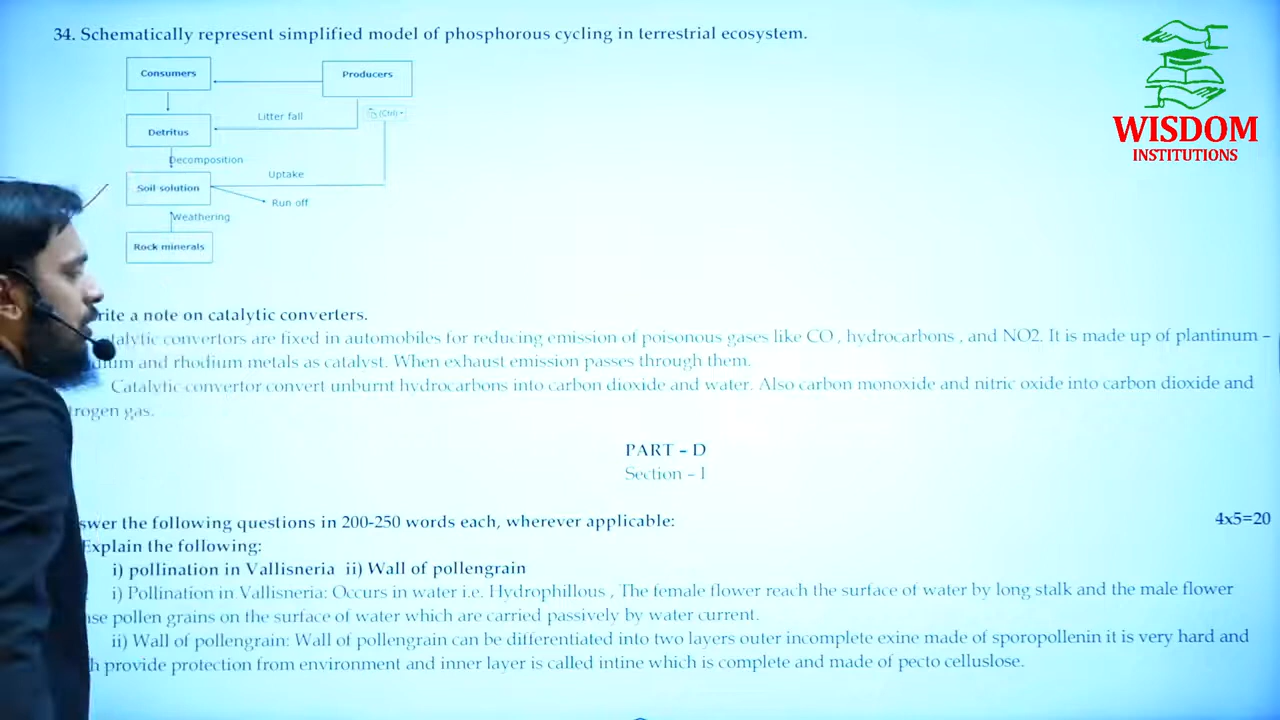 34. Schematically represent simplified model of phosphorous cycling in terrestrial ecosystem.
WISDOM
INSTITUTIONS
Consumers
Producers
(Ctrl)
Litter fall
Detritus
Decomposition
Uptake
Soil solution
Run off
Weathering
Rock minerals
rite a note on catalytic converters.
talytic convertors are fixed in automobiles for reducing emission of poisonous gases like CO , hydrocarbons , and NO2. It is made up of plantinum –
dium and rhodium metals as catalyst. When exhaust emission passes through them.
Catalytic convertor convert unburnt hydrocarbons into carbon dioxide and water. Also carbon monoxide and nitric oxide into carbon dioxide and
trogen gas.
PART – D
Section – I
swer the following questions in 200-250 words each, wherever applicable: 4x5=20
Explain the following:
i) pollination in Vallisneria ii) Wall of pollengrain
i) Pollination in Vallisneria: Occurs in water i.e. Hydrophillous , The female flower reach the surface of water by long stalk and the male flower
se pollen grains on the surface of water which are carried passively by water current.
ii) Wall of pollengrain: Wall of pollengrain can be differentiated into two layers outer incomplete exine made of sporopollenin it is very hard and
h provide protection from environment and inner layer is called intine which is complete and made of pecto celluslose.